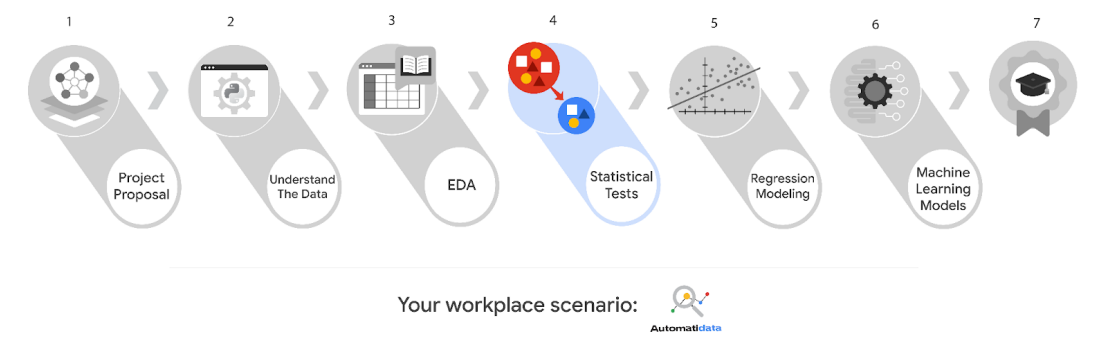 1
2
3
4
5
6
7
Project
Proposal
Understand
The Data
EDA
Statistical
Tests
Regression
Modeling
Machine
Learning
Models
Your workplace scenario:
Automatidata